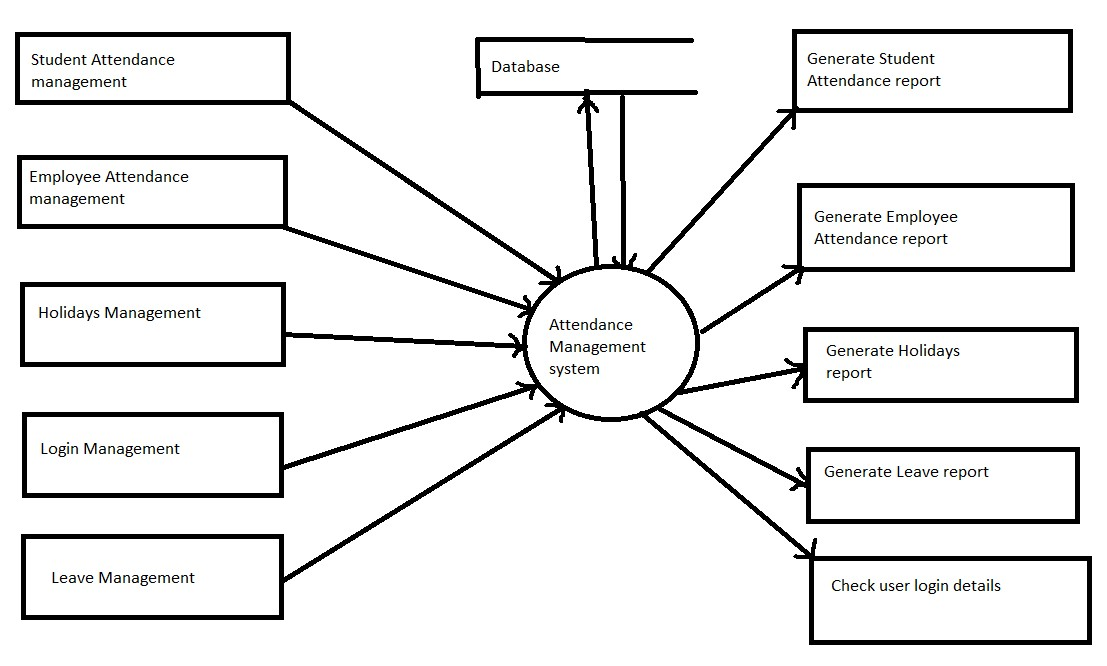 Student Attendance
management
Employee Attendance
management
Holidays Management
Login Management
Leave Management
Database
Attendance
Management
system
Generate Student
Attendance report
Generate Employee
Attendance report
Generate Holidays
report
Generate Leave report
Check user login details